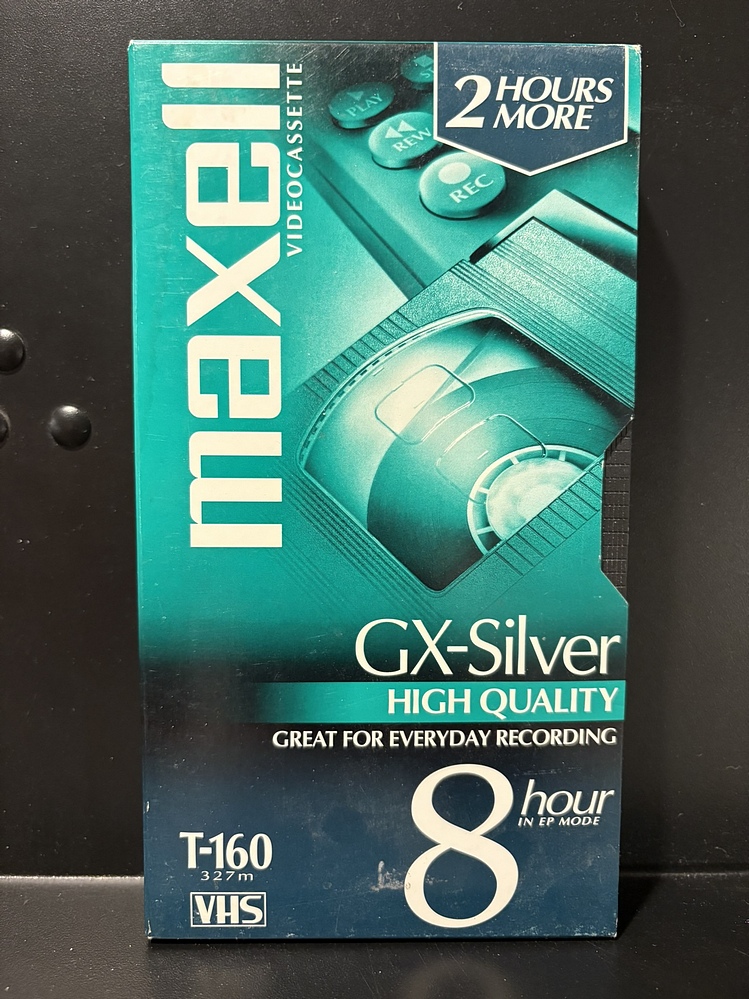 maxell
VIDEOCASSETTE
PLAY
REW
REC
2 HOURS
MORE
GX-Silver
HIGH QUALITY
GREAT FOR EVERYDAY RECORDING
8 hour
IN EP MODE
T-160
327m
VHS